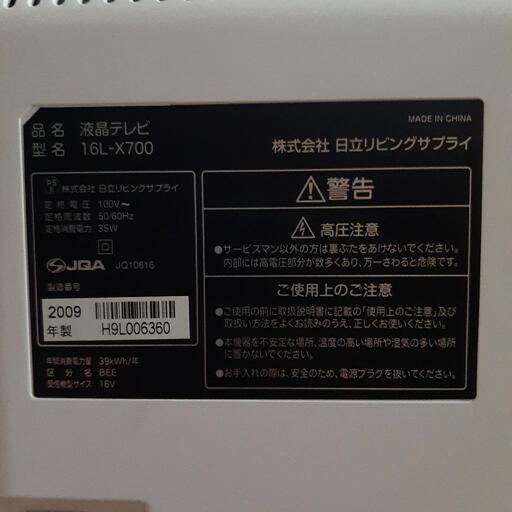 MADE IN CHINA
品名 液晶テレビ
型名 16L-X700
株式会社 日立リビングサプライ
PS
E 株式会社 日立リビングサプライ
定格電圧 100V〜
定格周波数 50/60Hz
定格消費電力 35W
JQA JQ10616
製造番号
2009
年製
H9L006360
年間消費電力量 39kWh/年
区分名 BEE
受信機型サイズ 16V
警告
高圧注意
●サービスマン以外の方は裏ぶたをあけないでください。
内部には高電圧部分が数多くあり、万一さわると危険です。
ご使用上のご注意
●ご使用の前に取扱説明書に記載の「使用上のご注意」及び
取扱い方法をよくお読みのうえ、正しくご使用ください。
●本機器を不安定な場所、温度の高い場所や湿気の多い場所
に置かないでください。
●お手入れの際は、安全のため、電源プラグを抜いてください。